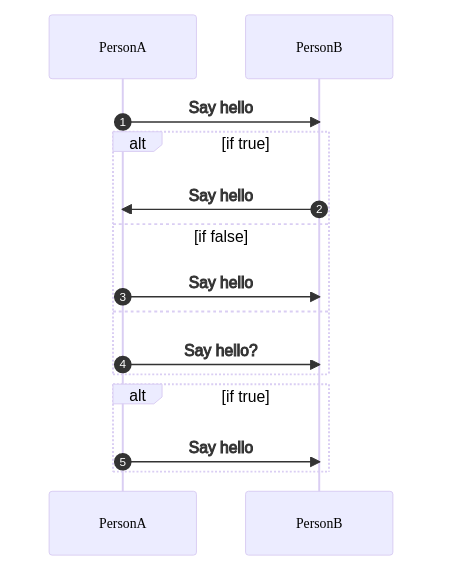 PersonA
PersonB
Say hello
1
alt
[if true]
Say hello
2
[if false]
Say hello
3
Say hello?
4
alt
[if true]
Say hello
5
PersonA
PersonB